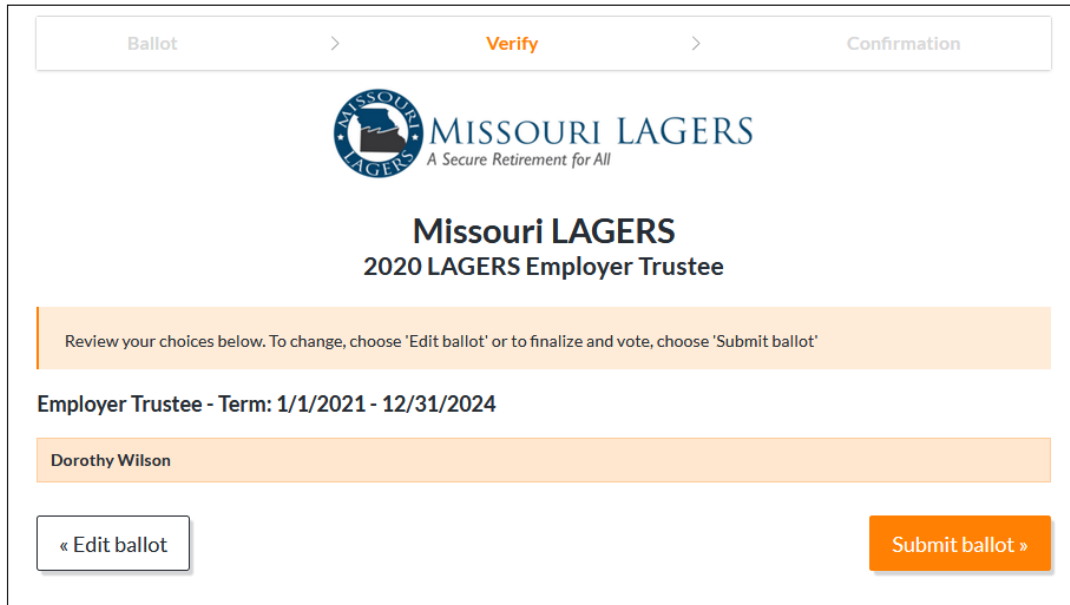 Ballot > Verify > Confirmation
MISSOURI
LAGERS
MISSOURI LAGERS
A Secure Retirement for All
Missouri LAGERS
2020 LAGERS Employer Trustee
Review your choices below. To change, choose 'Edit ballot' or to finalize and vote, choose 'Submit ballot'
Employer Trustee - Term: 1/1/2021 - 12/31/2024
Dorothy Wilson
« Edit ballot
Submit ballot »